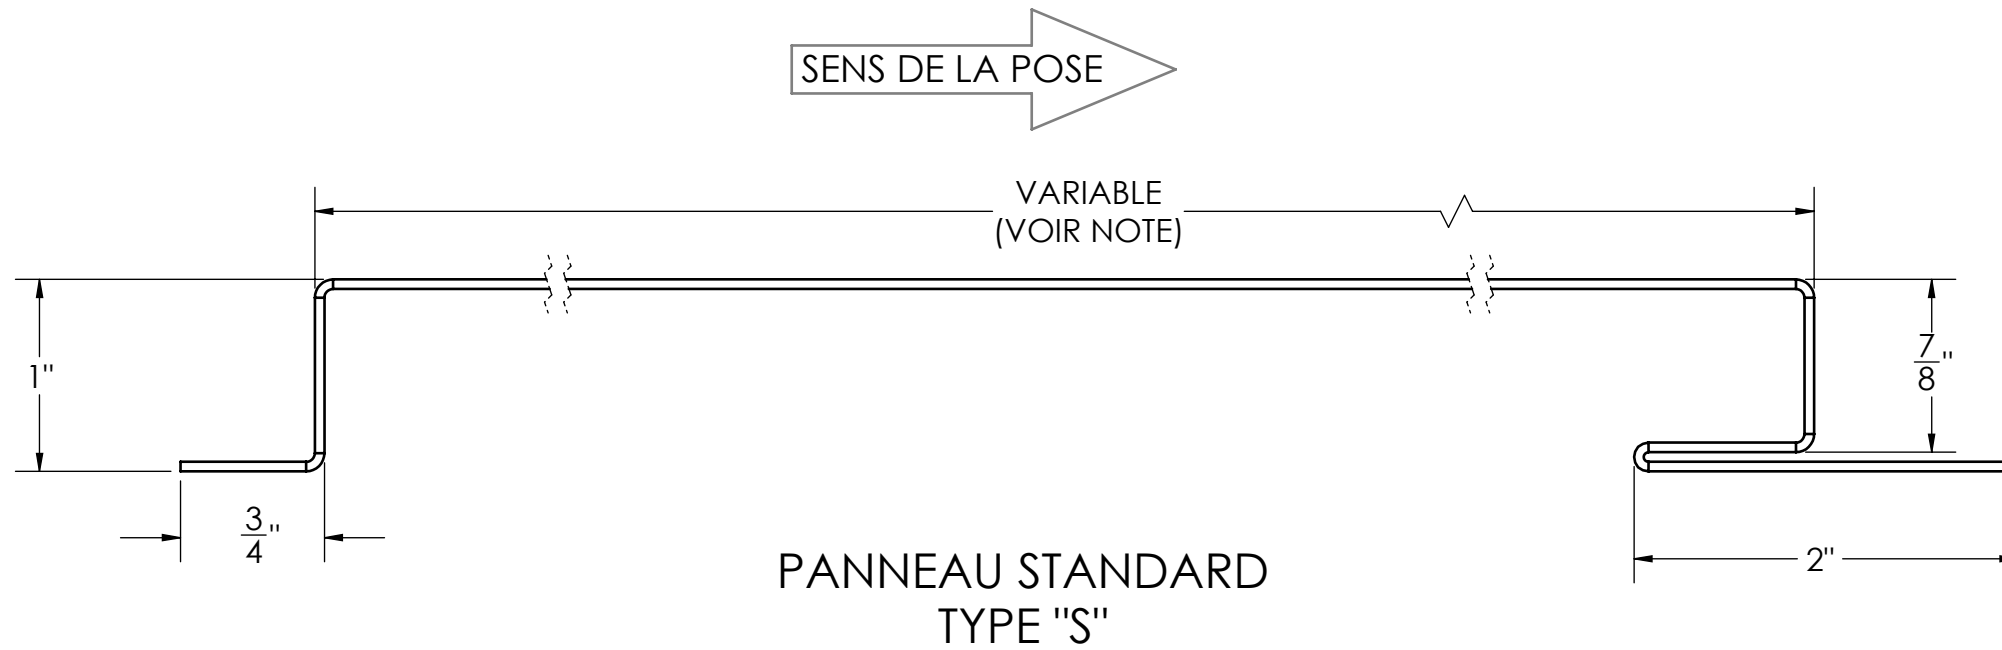 SENS DE LA POSE
VARIABLE
(VOIR NOTE)
1"
7/8"
3/4"
2"
PANNEAU STANDARD
TYPE "S"